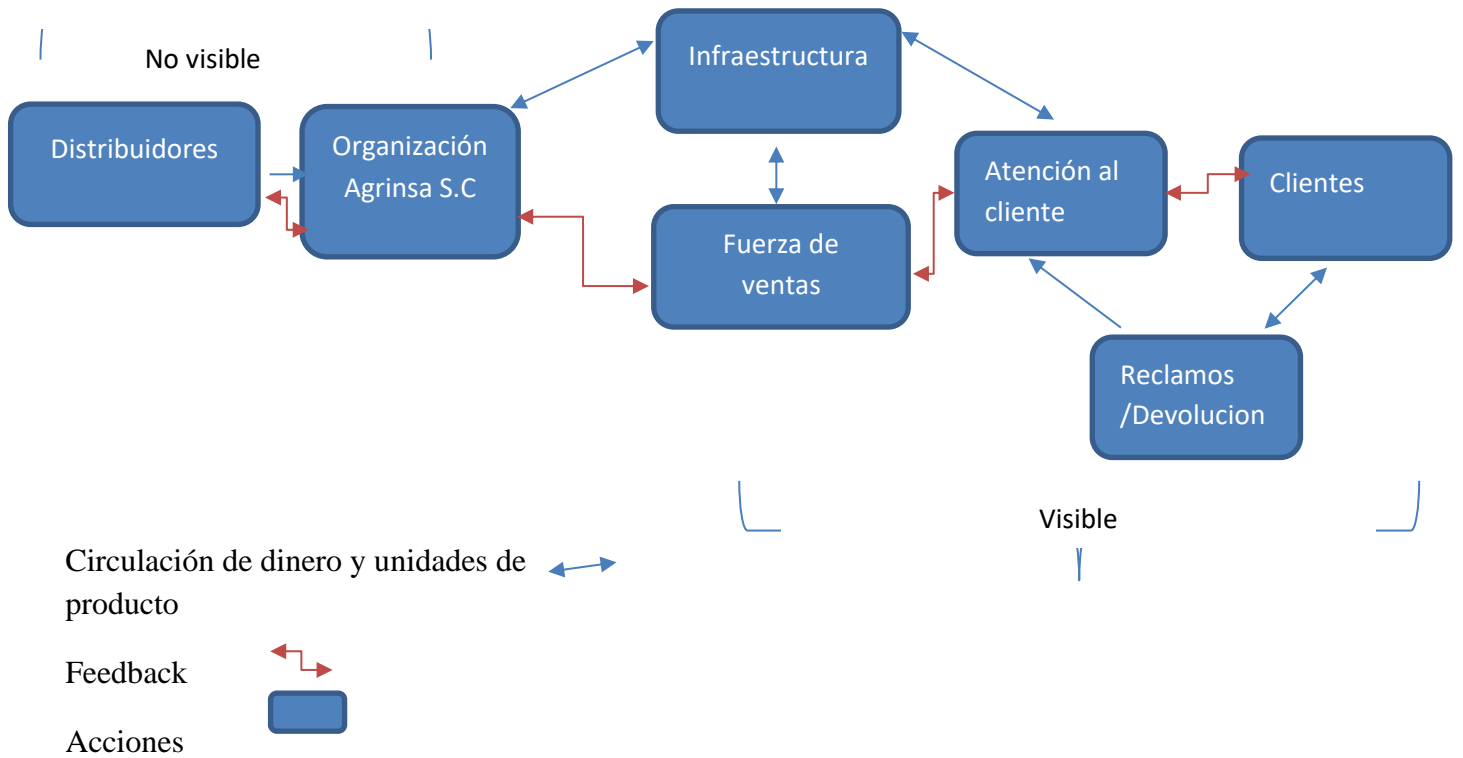 No visible
Infraestructura
Distribuidores
Organización
Agrinsa S.C
Atención al
cliente
Clientes
Fuerza de
ventas
Reclamos
/Devolucion
Visible
Circulación de dinero y unidades de
producto
Feedback
Acciones